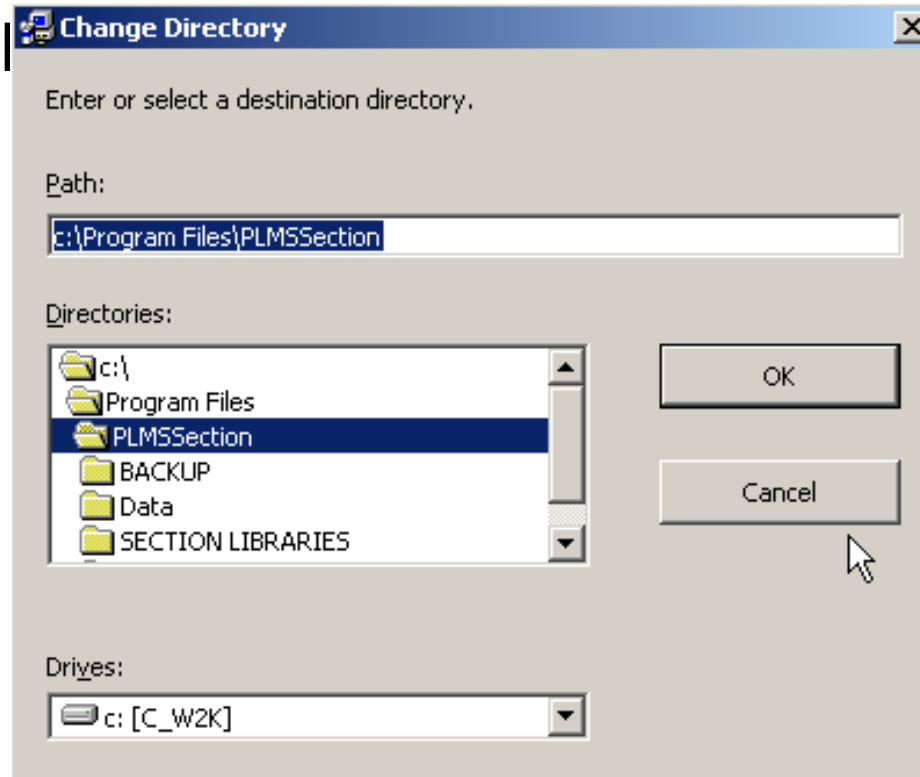 Change Directory
Enter or select a destination directory.
Path:
c:\Program Files\PLMSSection
Directories:
c:\
Program Files
PLMSSection
BACKUP
Data
SECTION LIBRARIES
OK
Cancel
Drives:
c: [C_W2K]